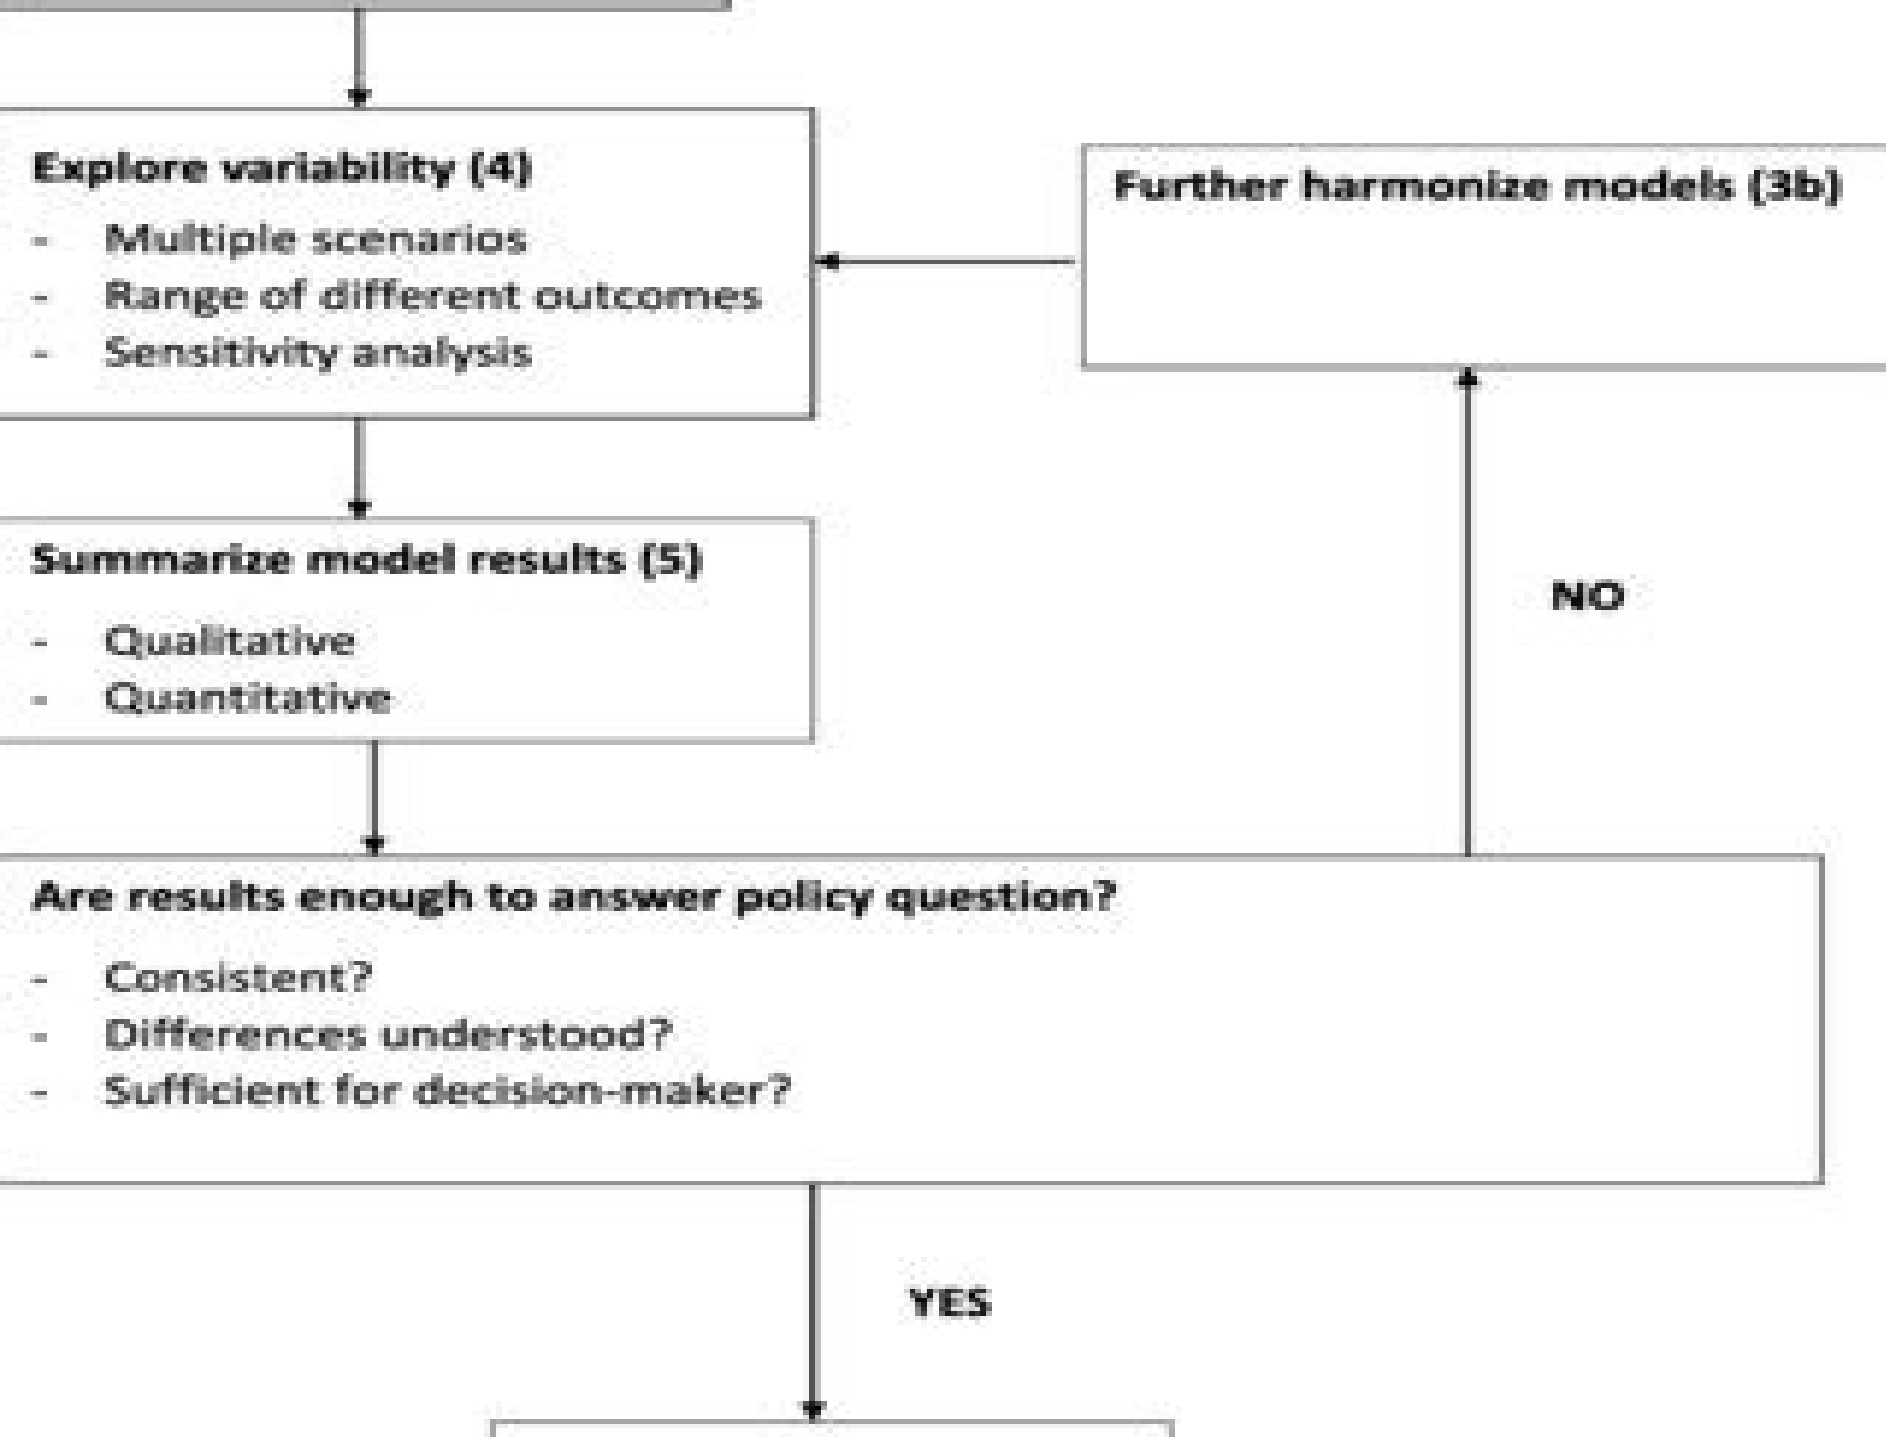 Explore variability (4)
- Multiple scenarios
- Range of different outcomes
- Sensitivity analysis
Further harmonize models (3b)
Summarize model results (5)
- Qualitative
- Quantitative
NO
Are results enough to answer policy question?
- Consistent?
- Differences understood?
- Sufficient for decision-maker?
YES